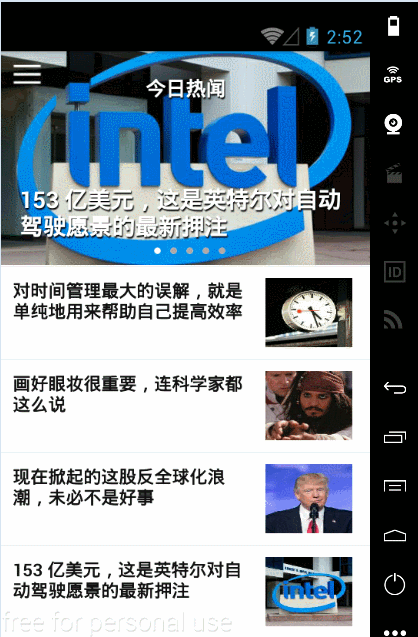 2:52
GPS
今日热闻
intel
153 亿美元，这是英特尔对自动
驾驶愿景的最新押注
ID
对时间管理最大的误解，就是
单纯地用来帮助自己提高效率
画好眼妆很重要，连科学家都
这么说
现在掀起的这股反全球化浪
潮，未必不是好事
153 亿美元，这是英特尔对自动
驾驶愿景的最新押注
intel
free for personal use